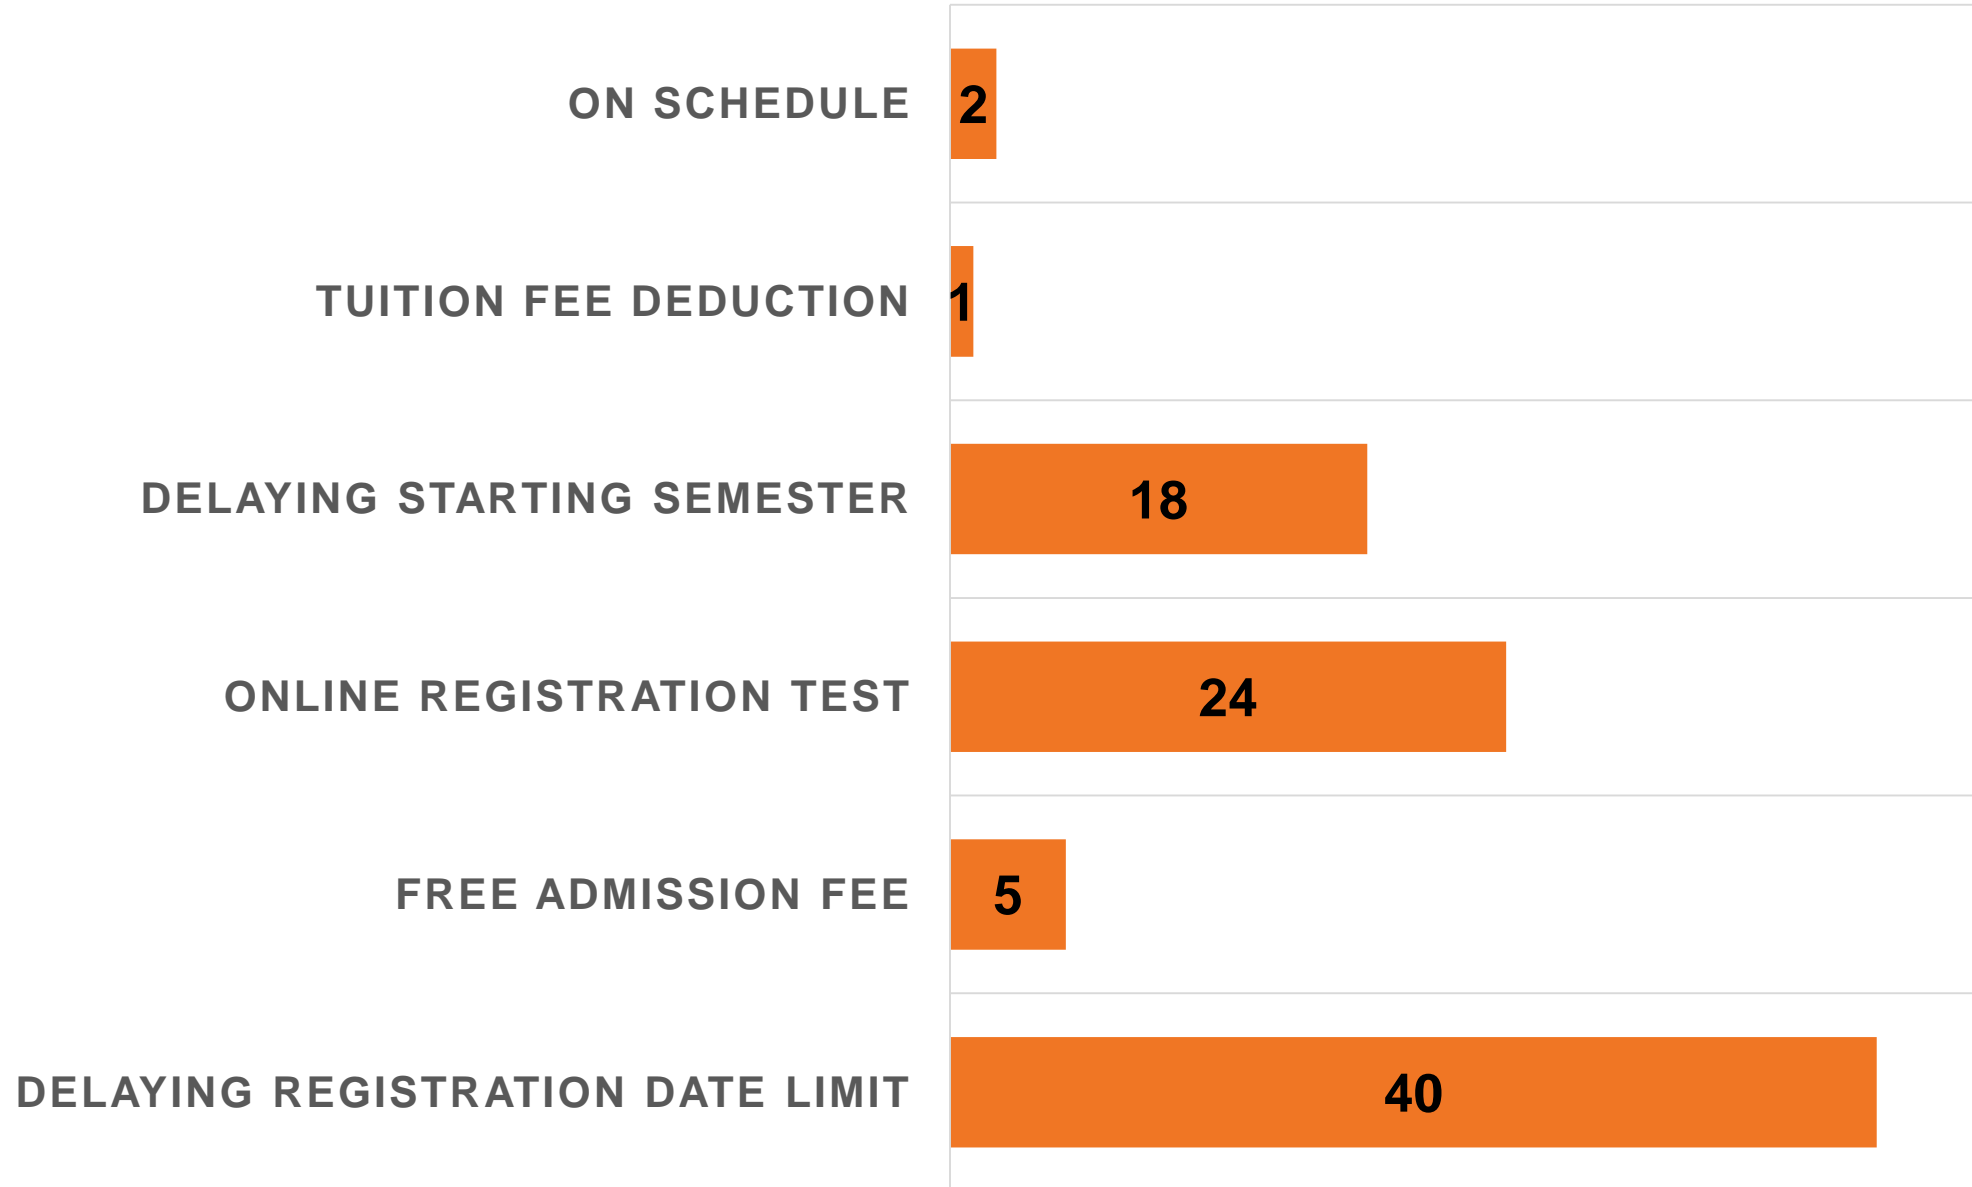 ON SCHEDULE 2
TUITION FEE DEDUCTION 1
DELAYING STARTING SEMESTER 18
ONLINE REGISTRATION TEST 24
FREE ADMISSION FEE 5
DELAYING REGISTRATION DATE LIMIT 40